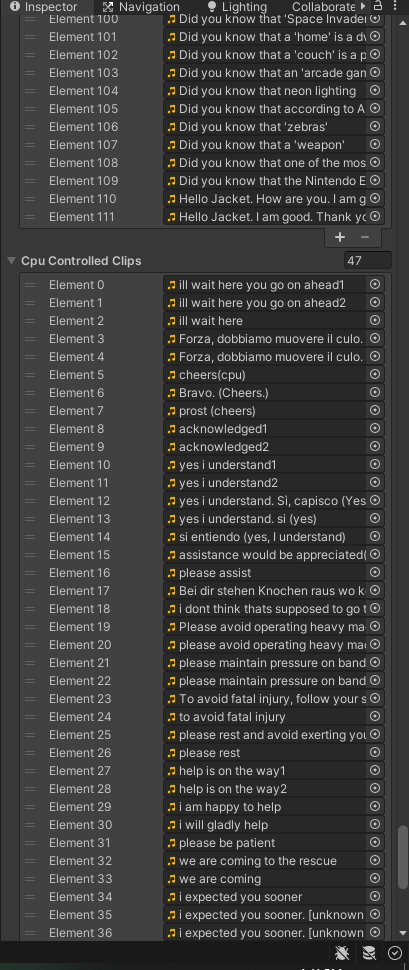 Inspector Navigation Lighting Collaborate
Element 100 Did you know that 'Space Invader
Element 101 Did you know that a 'home' is a dw
Element 102 Did you know that a 'couch' is a p
Element 103 Did you know that an 'arcade gam
Element 104 Did you know that neon lighting
Element 105 Did you know that according to A
Element 106 Did you know that 'zebras'
Element 107 Did you know that a 'weapon'
Element 108 Did you know that one of the mos
Element 109 Did you know that the Nintendo E
Element 110 Hello Jacket. How are you. I am g
Element 111 Hello Jacket. I am good. Thank yo
+ −
Cpu Controlled Clips 47
Element 0 ill wait here you go on ahead1
Element 1 ill wait here you go on ahead2
Element 2 ill wait here
Element 3 Forza, dobbiamo muovere il culo.
Element 4 Forza, dobbiamo muovere il culo.
Element 5 cheers(cpu)
Element 6 Bravo. (Cheers.)
Element 7 prost (cheers)
Element 8 acknowledged1
Element 9 acknowledged2
Element 10 yes i understand1
Element 11 yes i understand2
Element 12 yes i understand. Sì, capisco (Yes
Element 13 yes i understand. si (yes)
Element 14 si entiendo (yes, I understand)
Element 15 assistance would be appreciated(
Element 16 please assist
Element 17 Bei dir stehen Knochen raus wo k
Element 18 i dont think thats supposed to go t
Element 19 Please avoid operating heavy mac
Element 20 please avoid operating heavy mac
Element 21 please maintain pressure on band
Element 22 please maintain pressure on band
Element 23 To avoid fatal injury, follow your s
Element 24 to avoid fatal injury
Element 25 please rest and avoid exerting you
Element 26 please rest
Element 27 help is on the way1
Element 28 help is on the way2
Element 29 i am happy to help
Element 30 i will gladly help
Element 31 please be patient
Element 32 we are coming to the rescue
Element 33 we are coming
Element 34 i expected you sooner
Element 35 i expected you sooner. [unknown
Element 36 i expected you sooner. [unknown